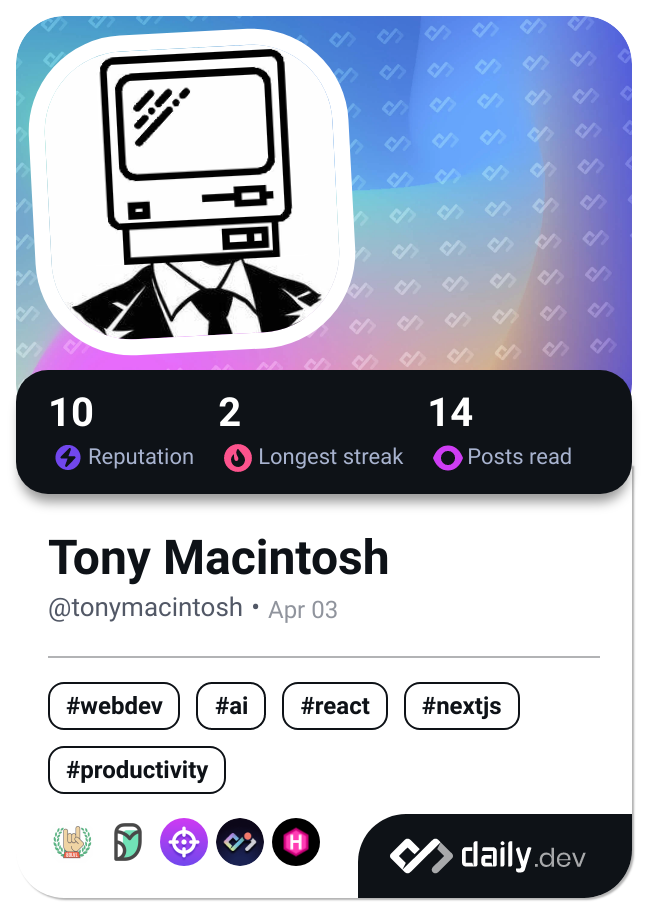 10 2 14
Reputation Longest streak Posts read
Tony Macintosh
@tonymacintosh • Apr 03
#webdev #ai #react #nextjs
#productivity
H
daily.dev